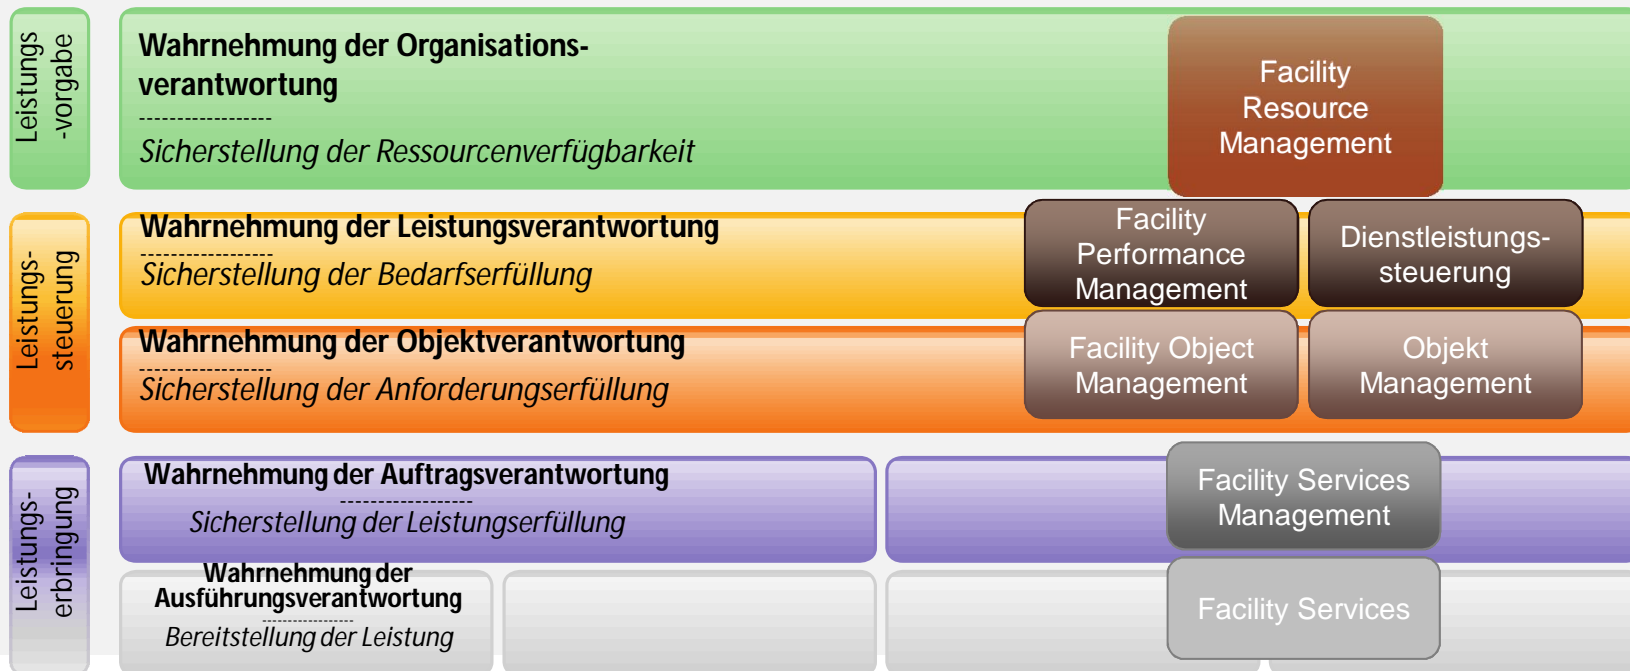 Leistungs
-vorgabe
Wahrnehmung der Organisations-
verantwortung
------------------
Sicherstellung der Ressourcenverfügbarkeit
Facility
Resource
Management
Leistungs-
steuerung
Wahrnehmung der Leistungsverantwortung
------------------
Sicherstellung der Bedarfserfüllung
Facility
Performance
Management
Dienstleistungs-
steuerung
Wahrnehmung der Objektverantwortung
------------------
Sicherstellung der Anforderungserfüllung
Facility Object
Management
Objekt
Management
Leistungs-
erbringung
Wahrnehmung der Auftragsverantwortung
------------------
Sicherstellung der Leistungserfüllung
Facility Services
Management
Wahrnehmung der
Ausführungsverantwortung
------------------
Bereitstellung der Leistung
Facility Services